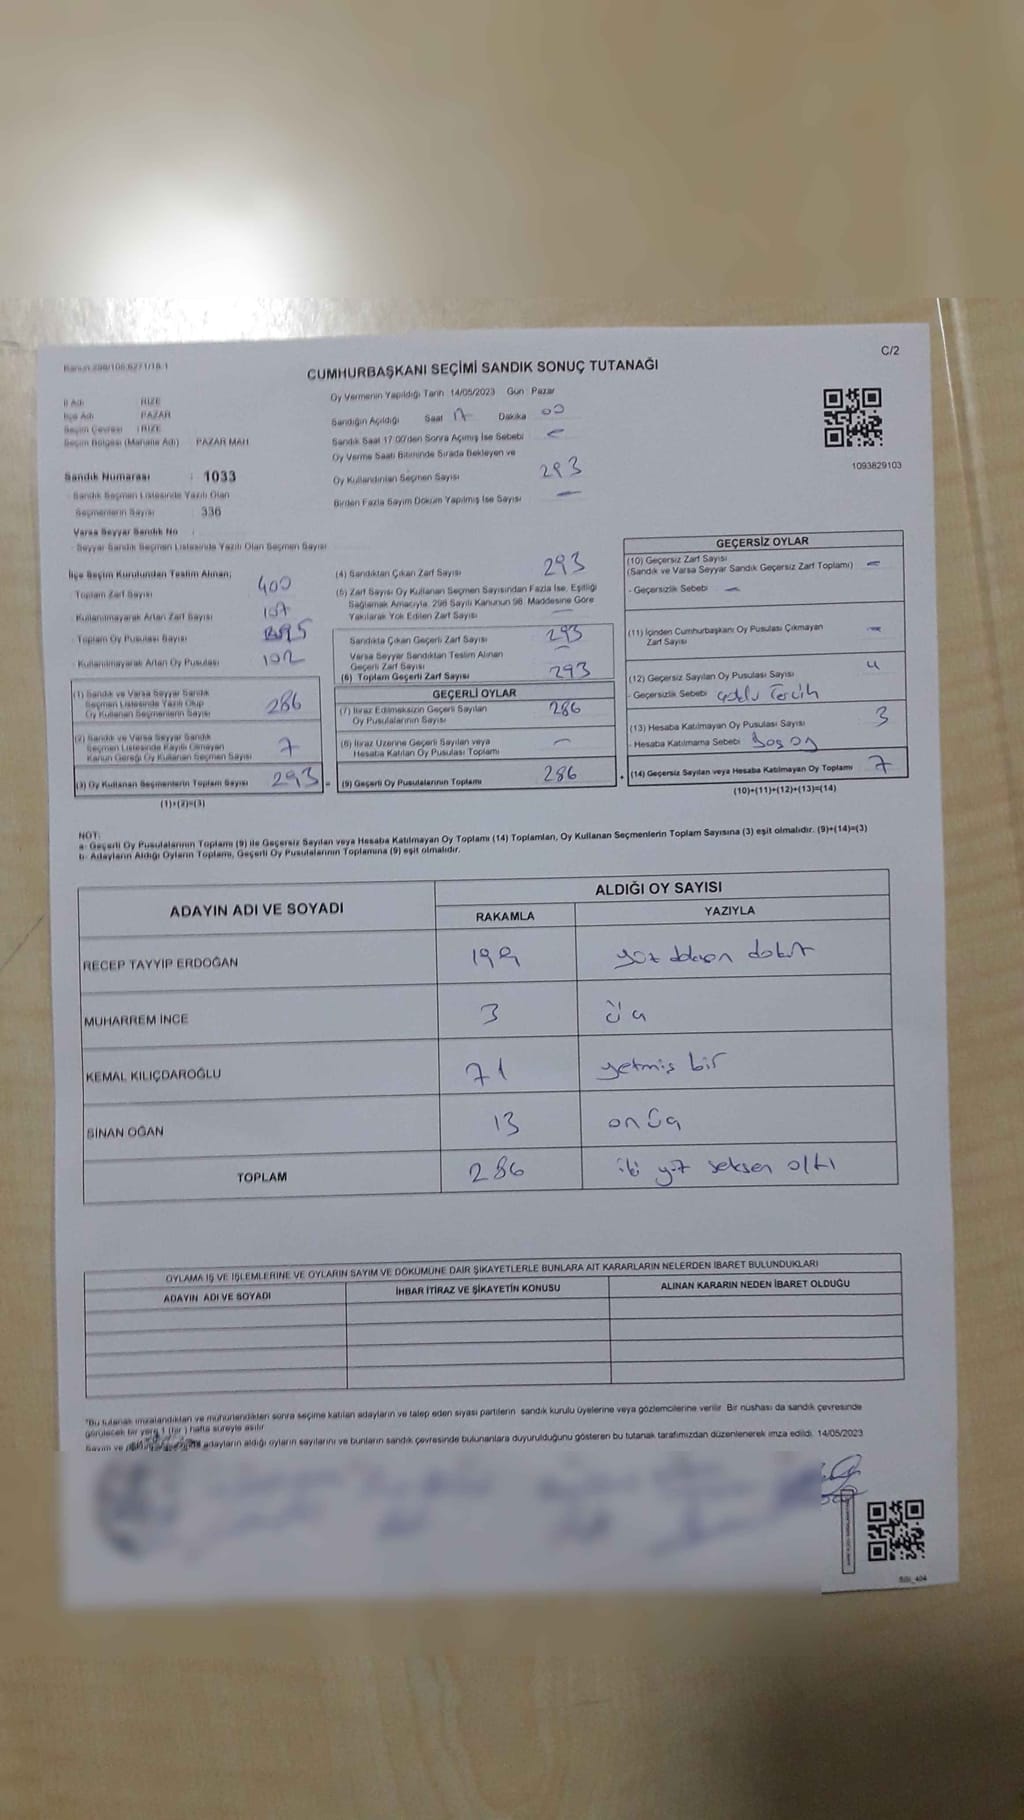 Kanun 298/106,6271/18.1
C/2
CUMHURBAŞKANI SEÇİMİ SANDIK SONUÇ TUTANAĞI
İl Adı : RİZE
İlçe Adı : PAZAR
Seçim Çevresi : RİZE
Seçim Bölgesi (Mahalle Adı) : PAZAR MAH
Sandık Numarası : 1033
- Sandık Seçmen Listesinde Yazılı Olan
Seçmenlerin Sayısı : 336
Varsa Seyyar Sandık No
- Seyyar Sandık Seçmen Listesinde Yazılı Olan Seçmen Sayısı
Oy Vermenin Yapıldığı Tarih 14/05/2023 Gün Pazar
Sandığın Açıldığı Saat 17 Dakika 00
Sandık Saat 17.00'den Sonra Açılmış İse Sebebi –
Oy Verme Saati Bitiminde Sırada Bekleyen ve
Oy Kullandırılan Seçmen Sayısı 293
Birden Fazla Sayım Döküm Yapılmış İse Sayısı —
1093829103
İlçe Seçim Kurulundan Teslim Alınan;
Toplam Zarf Sayısı 400
- Kullanılmayarak Artan Zarf Sayısı 107
- Toplam Oy Pusulası Sayısı 395
- Kullanılmayarak Artan Oy Pusulası 102
(1) Sandık ve Varsa Seyyar Sandık
Seçmen Listesinde Yazılı Olup
Oy Kullanan Seçmenlerin Sayısı 286
(2) Sandık ve Varsa Seyyar Sandık
Seçmen Listesinde Kayıtlı Olmayan
Kanun Gereği Oy Kullanan Seçmen Sayısı 7
(3) Oy Kullanan Seçmenlerin Toplam Sayısı 293
(1)+(2)=(3)
(4) Sandıktan Çıkan Zarf Sayısı 293
(5) Zarf Sayısı Oy Kullanan Seçmen Sayısından Fazla İse, Eşitliği
Sağlamak Amacıyla, 298 Sayılı Kanunun 98. Maddesine Göre
Yakılarak Yok Edilen Zarf Sayısı —
Sandıkta Çıkan Geçerli Zarf Sayısı 293
Varsa Seyyar Sandıktan Teslim Alınan
Geçerli Zarf Sayısı —
(6) Toplam Geçerli Zarf Sayısı 293
GEÇERLİ OYLAR
(7) İtiraz Edilmeksizin Geçerli Sayılan
Oy Pusulalarının Sayısı 286
(8) İtiraz Üzerine Geçerli Sayılan veya
Hesaba Katılan Oy Pusulası Toplamı —
= (9) Geçerli Oy Pusulalarının Toplamı 286
GEÇERSİZ OYLAR
(10) Geçersiz Zarf Sayısı
(Sandık ve Varsa Seyyar Sandık Geçersiz Zarf Toplamı) —
- Geçersizlik Sebebi —
(11) İçinden Cumhurbaşkanı Oy Pusulası Çıkmayan
Zarf Sayısı —
(12) Geçersiz Sayılan Oy Pusulası Sayısı 4
- Geçersizlik Sebebi çoklu Tercih
(13) Hesaba Katılmayan Oy Pusulası Sayısı 3
- Hesaba Katılmama Sebebi Boş oy
+ (14) Geçersiz Sayılan veya Hesaba Katılmayan Oy Toplamı 7
(10)+(11)+(12)+(13)=(14)
NOT:
a- Geçerli Oy Pusulalarının Toplamı (9) ile Geçersiz Sayılan veya Hesaba Katılmayan Oy Toplamı (14) Toplamları, Oy Kullanan Seçmenlerin Toplam Sayısına (3) eşit olmalıdır. (9)+(14)=(3)
b- Adayların Aldığı Oyların Toplamı, Geçerli Oy Pusulalarının Toplamına (9) eşit olmalıdır.
ADAYIN ADI VE SOYADI
ALDIĞI OY SAYISI
RAKAMLA YAZIYLA
RECEP TAYYİP ERDOĞAN 199 yüz doksan dokuz
MUHARREM İNCE 3 üç
KEMAL KILIÇDAROĞLU 71 yetmiş bir
SİNAN OĞAN 13 on üç
TOPLAM 286 iki yüz seksen altı
OYLAMA İŞ VE İŞLEMLERİNE VE OYLARIN SAYIM VE DÖKÜMÜNE DAİR ŞİKAYETLERLE BUNLARA AİT KARARLARIN NELERDEN İBARET BULUNDUKLARI
ADAYIN ADI VE SOYADI İHBAR İTİRAZ VE ŞİKAYETİN KONUSU ALINAN KARARIN NEDEN İBARET OLDUĞU
"Bu tutanak imzalandıktan ve mühürlendikten sonra seçime katılan adayların ve talep eden siyasi partilerin sandık kurulu üyelerine veya gözlemcilerine verilir. Bir nüshası da sandık çevresinde
görülecek bir yere 1 (bir) hafta süreyle asılır.
Sayım ve adayların aldığı oyların sayılarını ve bunların sandık çevresinde bulunanlara duyurulduğunu gösteren bu tutanak tarafımızdan düzenlenerek imza edildi. 14/05/2023